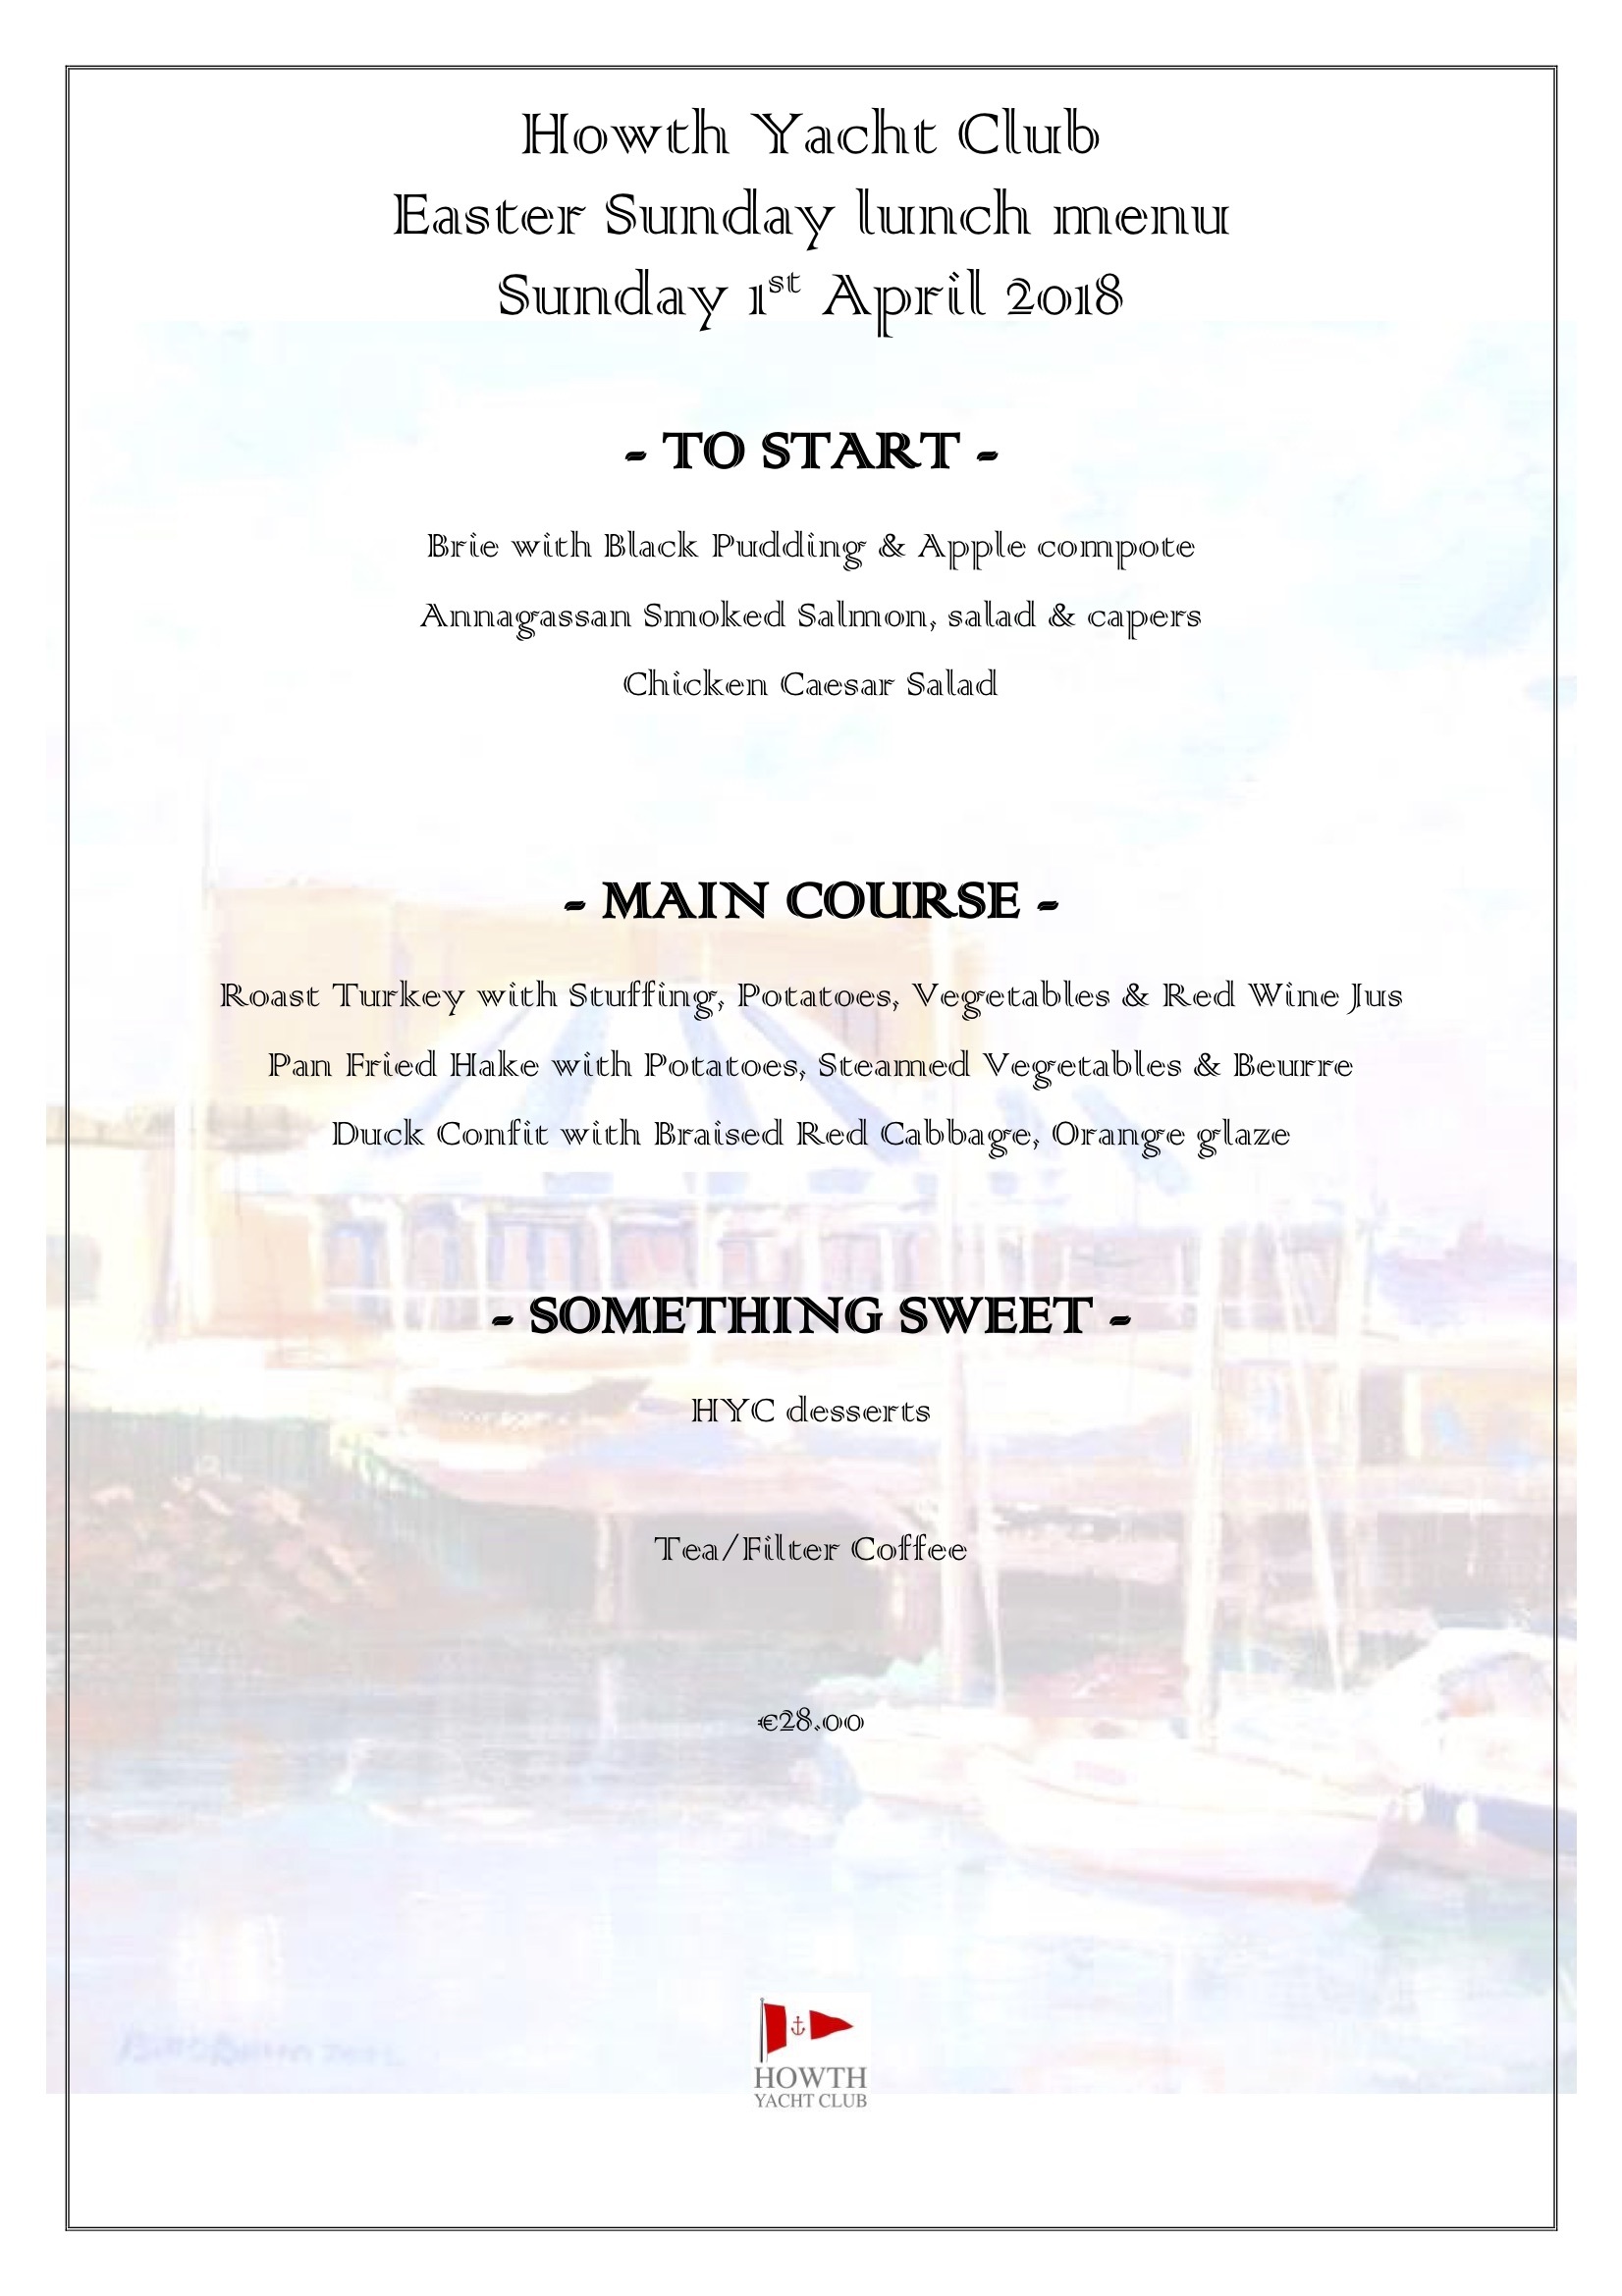 Howth Yacht Club
Easter Sunday lunch menu
Sunday 1st April 2018
- TO START -
Brie with Black Pudding & Apple compote
Annagassan Smoked Salmon, salad & capers
Chicken Caesar Salad
- MAIN COURSE -
Roast Turkey with Stuffing, Potatoes, Vegetables & Red Wine Jus
Pan Fried Hake with Potatoes, Steamed Vegetables & Beurre
Duck Confit with Braised Red Cabbage, Orange glaze
- SOMETHING SWEET -
HYC desserts
Tea/Filter Coffee
€28.00
HOWTH
YACHT CLUB